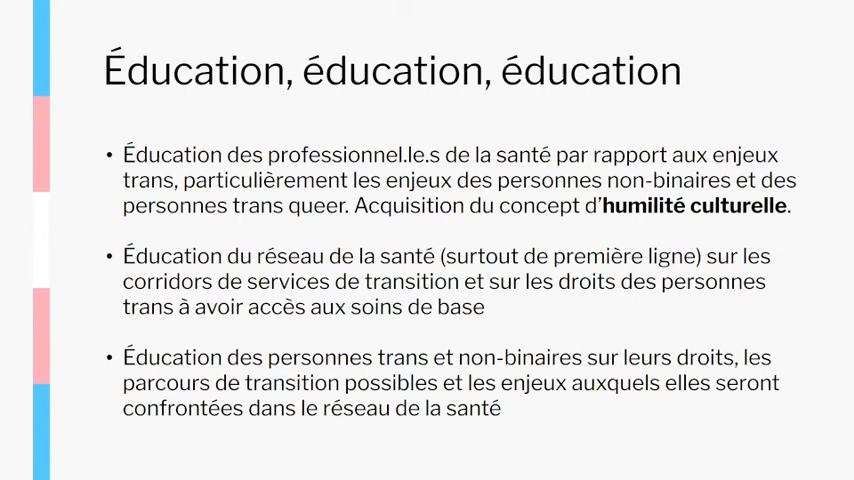 Éducation, éducation, éducation
• Éducation des professionnel.le.s de la santé par rapport aux enjeux
trans, particulièrement les enjeux des personnes non-binaires et des
personnes trans queer. Acquisition du concept d’humilité culturelle.
• Éducation du réseau de la santé (surtout de première ligne) sur les
corridors de services de transition et sur les droits des personnes
trans à avoir accès aux soins de base
• Éducation des personnes trans et non-binaires sur leurs droits, les
parcours de transition possibles et les enjeux auxquels elles seront
confrontées dans le réseau de la santé